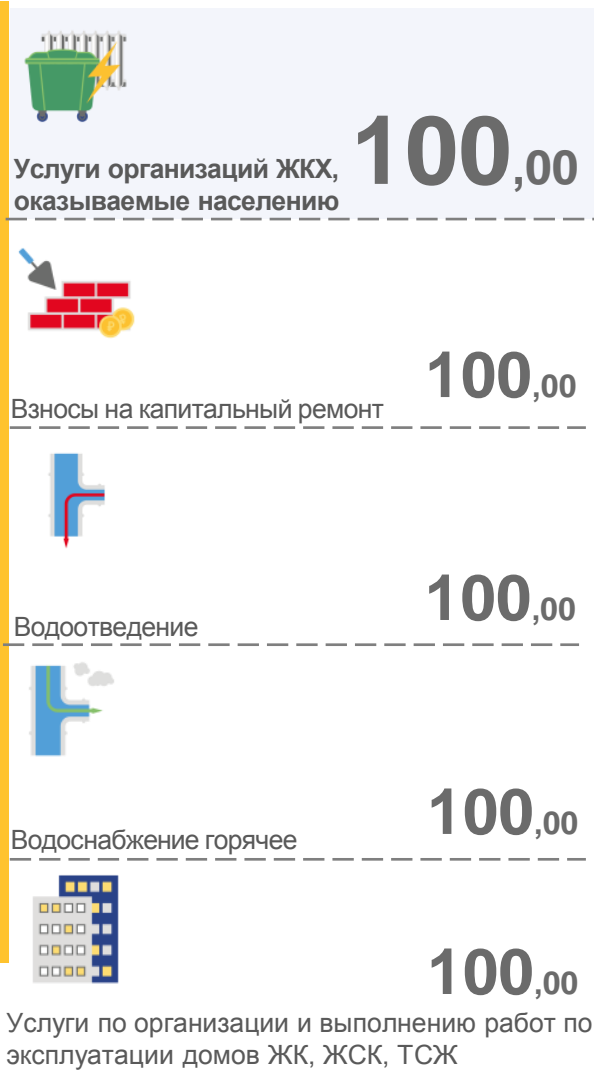 Услуги организаций ЖКХ,
оказываемые населению
100,00
Взносы на капитальный ремонт
100,00
Водоотведение
100,00
Водоснабжение горячее
100,00
100,00
Услуги по организации и выполнению работ по
эксплуатации домов ЖК, ЖСК, ТСЖ